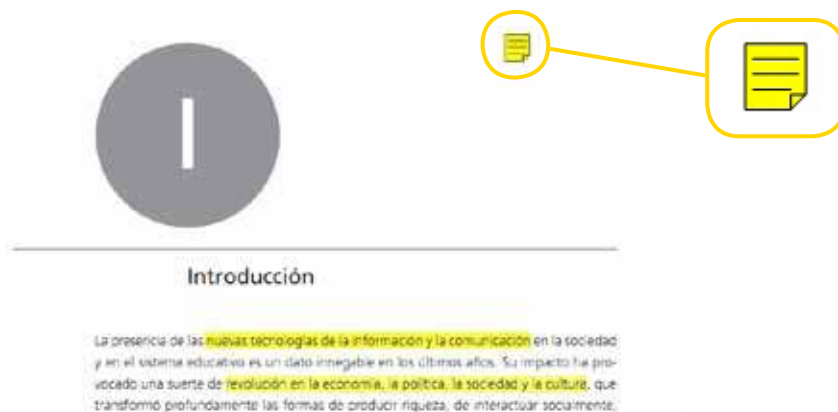 I
Introducción
La presencia de las nuevas tecnologías de la información y la comunicación en la sociedad
y en el sistema educativo es un dato innegable en los últimos años. Su impacto ha pro-
vocado una suerte de revolución en la economía, la política, la sociedad y la cultura, que
transformó profundamente las formas de producir riqueza, de interactuar socialmente,